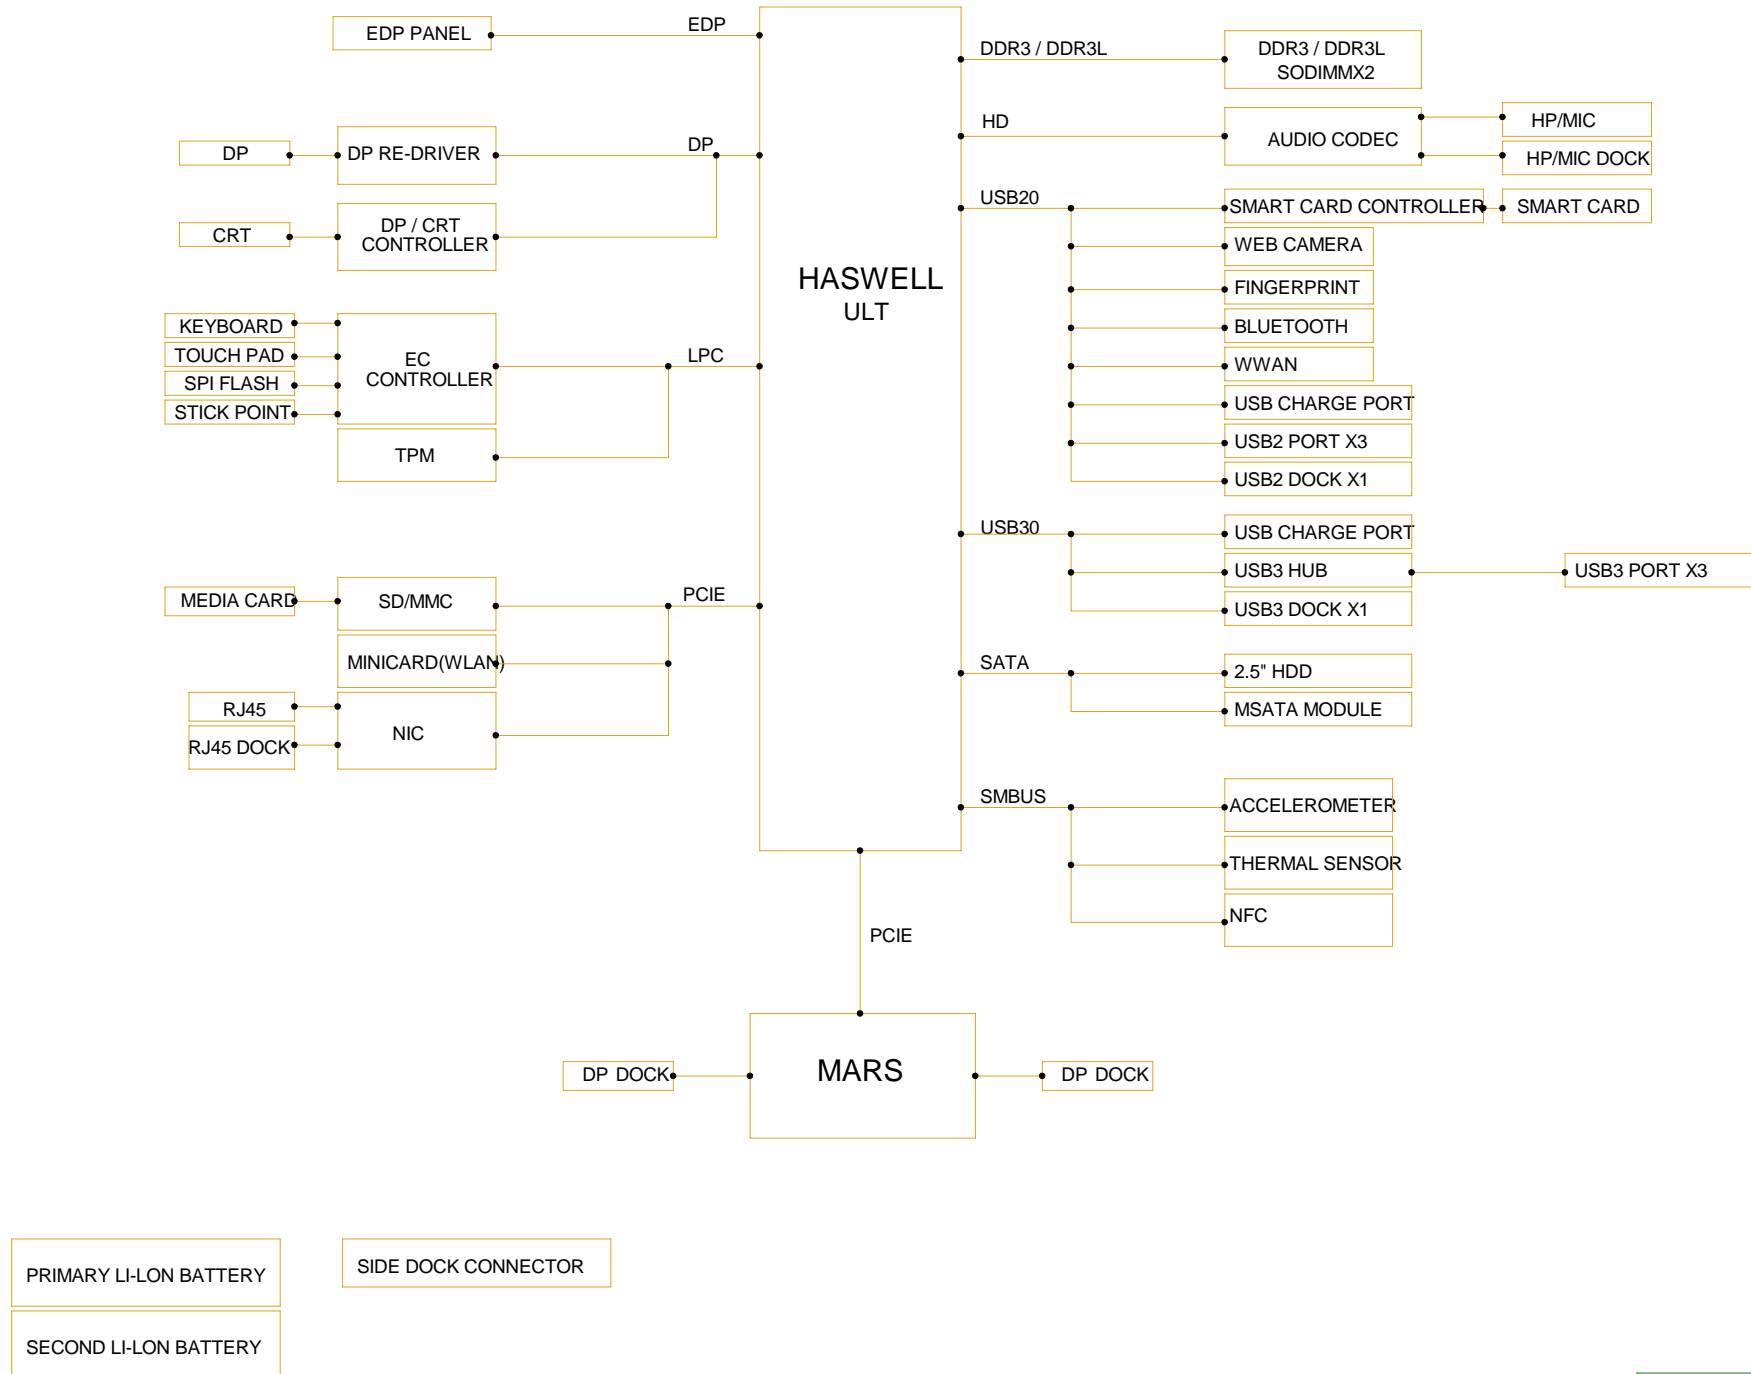 EDP PANEL
EDP
DP
DP RE-DRIVER
DP
CRT
DP / CRT
CONTROLLER
KEYBOARD
TOUCH PAD
SPI FLASH
STICK POINT
EC
CONTROLLER
LPC
TPM
MEDIA CARD
SD/MMC
PCIE
MINICARD(WLAN)
RJ45
RJ45 DOCK
NIC
HASWELL
ULT
DDR3 / DDR3L
DDR3 / DDR3L
SODIMMX2
HD
AUDIO CODEC
HP/MIC
HP/MIC DOCK
USB20
SMART CARD CONTROLLER
SMART CARD
WEB CAMERA
FINGERPRINT
BLUETOOTH
WWAN
USB CHARGE PORT
USB2 PORT X3
USB2 DOCK X1
USB30
USB CHARGE PORT
USB3 HUB
USB3 PORT X3
USB3 DOCK X1
SATA
2.5" HDD
MSATA MODULE
SMBUS
ACCELEROMETER
THERMAL SENSOR
NFC
PCIE
DP DOCK
MARS
DP DOCK
PRIMARY LI-LON BATTERY
SIDE DOCK CONNECTOR
SECOND LI-LON BATTERY